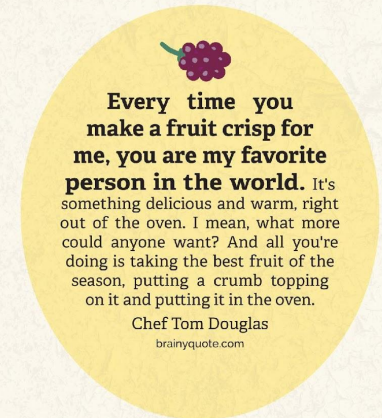 Every time you
make a fruit crisp for
me, you are my favorite
person in the world. It's
something delicious and warm, right
out of the oven. I mean, what more
could anyone want? And all you're
doing is taking the best fruit of the
season, putting a crumb topping
on it and putting it in the oven.
Chef Tom Douglas
brainyquote.com